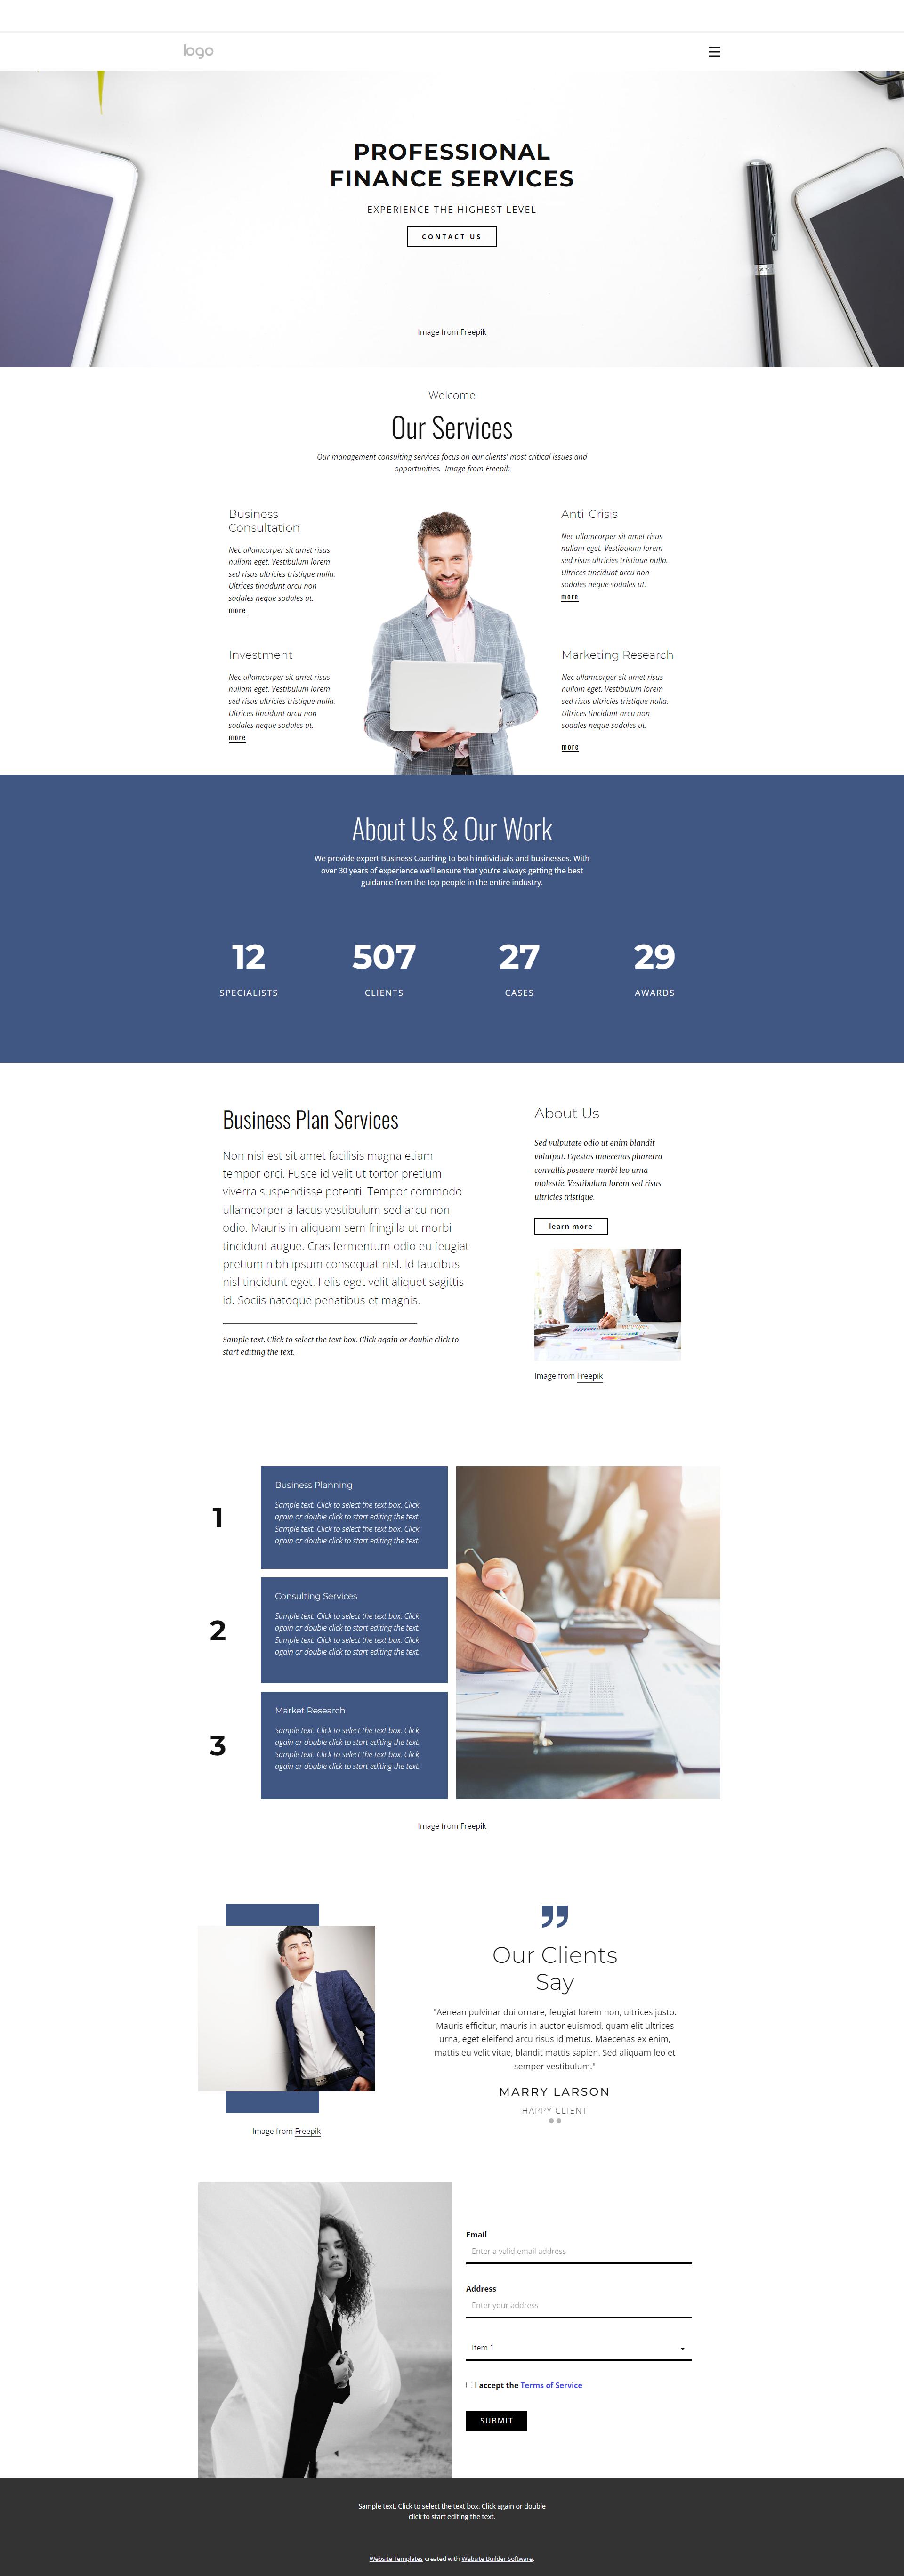 logo
PROFESSIONAL
FINANCE SERVICES
EXPERIENCE THE HIGHEST LEVEL
CONTACT US
Image from Freepik
Welcome
Our Services
Our management consulting services focus on our clients' most critical issues and
opportunities.  Image from Freepik
Business
Consultation
Nec ullamcorper sit amet risus
nullam eget. Vestibulum lorem
sed risus ultricies tristique nulla.
Ultrices tincidunt arcu non
sodales neque sodales ut.
more
Anti-Crisis
Nec ullamcorper sit amet risus
nullam eget. Vestibulum lorem
sed risus ultricies tristique nulla.
Ultrices tincidunt arcu non
sodales neque sodales ut.
more
Investment
Nec ullamcorper sit amet risus
nullam eget. Vestibulum lorem
sed risus ultricies tristique nulla.
Ultrices tincidunt arcu non
sodales neque sodales ut.
more
Marketing Research
Nec ullamcorper sit amet risus
nullam eget. Vestibulum lorem
sed risus ultricies tristique nulla.
Ultrices tincidunt arcu non
sodales neque sodales ut.
more
About Us & Our Work
We provide expert Business Coaching to both individuals and businesses. With
over 30 years of experience we'll ensure that you're always getting the best
guidance from the top people in the entire industry.
12
SPECIALISTS
507
CLIENTS
27
CASES
29
AWARDS
Business Plan Services
Non nisi est sit amet facilisis magna etiam
tempor orci. Fusce id velit ut tortor pretium
viverra suspendisse potenti. Tempor commodo
ullamcorper a lacus vestibulum sed arcu non
odio. Mauris in aliquam sem fringilla ut morbi
tincidunt augue. Cras fermentum odio eu feugiat
pretium nibh ipsum consequat nisl. Id faucibus
nisl tincidunt eget. Felis eget velit aliquet sagittis
id. Sociis natoque penatibus et magnis.
Sample text. Click to select the text box. Click again or double click to
start editing the text.
About Us
Sed vulputate odio ut enim blandit
volutpat. Egestas maecenas pharetra
convallis posuere morbi leo urna
molestie. Vestibulum lorem sed risus
ultricies tristique.
learn more
Image from Freepik
1
Business Planning
Sample text. Click to select the text box. Click
again or double click to start editing the text.
Sample text. Click to select the text box. Click
again or double click to start editing the text.
2
Consulting Services
Sample text. Click to select the text box. Click
again or double click to start editing the text.
Sample text. Click to select the text box. Click
again or double click to start editing the text.
3
Market Research
Sample text. Click to select the text box. Click
again or double click to start editing the text.
Sample text. Click to select the text box. Click
again or double click to start editing the text.
Image from Freepik
Image from Freepik
Our Clients
Say
"Aenean pulvinar dui ornare, feugiat lorem non, ultrices justo.
Mauris efficitur, mauris in auctor euismod, quam elit ultrices
urna, eget eleifend arcu risus id metus. Maecenas ex enim,
mattis eu velit vitae, blandit mattis sapien. Sed aliquam leo et
semper vestibulum."
MARRY LARSON
HAPPY CLIENT
Email
Enter a valid email address
Address
Enter your address
Item 1
I accept the Terms of Service
SUBMIT
Sample text. Click to select the text box. Click again or double
click to start editing the text.
Website Templates created with Website Builder Software.